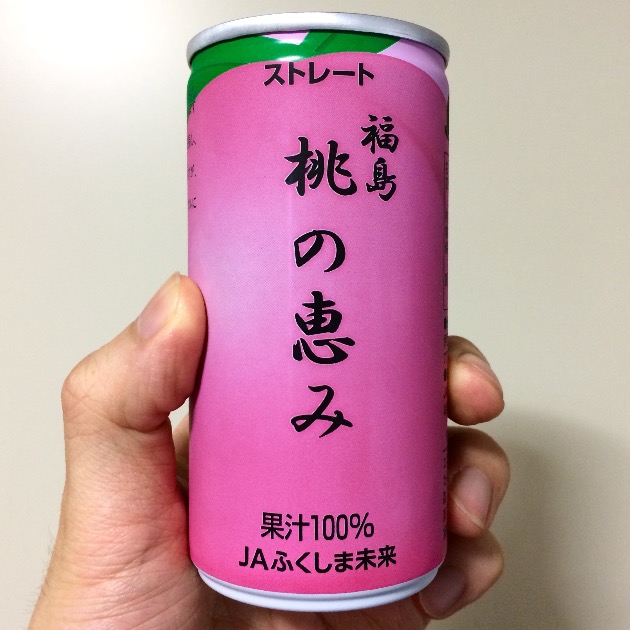 ストレート
福島
桃の恵み
果汁100%
JAふくしま未来